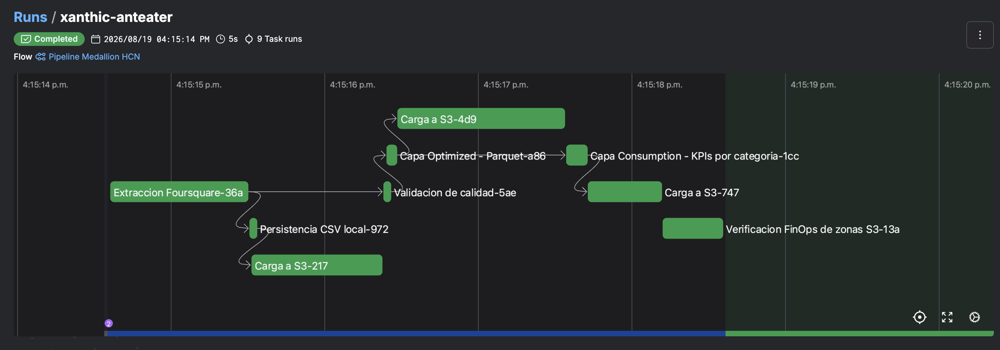 Runs / xanthic-anteater
Completed 2026/08/19 04:15:14 PM 5s 9 Task runs
Flow Pipeline Medallion HCN
4:15:14 p.m. 4:15:15 p.m. 4:15:16 p.m. 4:15:17 p.m. 4:15:18 p.m. 4:15:19 p.m. 4:15:20 p.m.
Carga a S3-4d9
Capa Optimized - Parquet-a86 Capa Consumption - KPIs por categoria-1cc
Extraccion Foursquare-36a Validacion de calidad-5ae Carga a S3-747
Persistencia CSV local-972 Verificacion FinOps de zonas S3-13a
Carga a S3-217
2